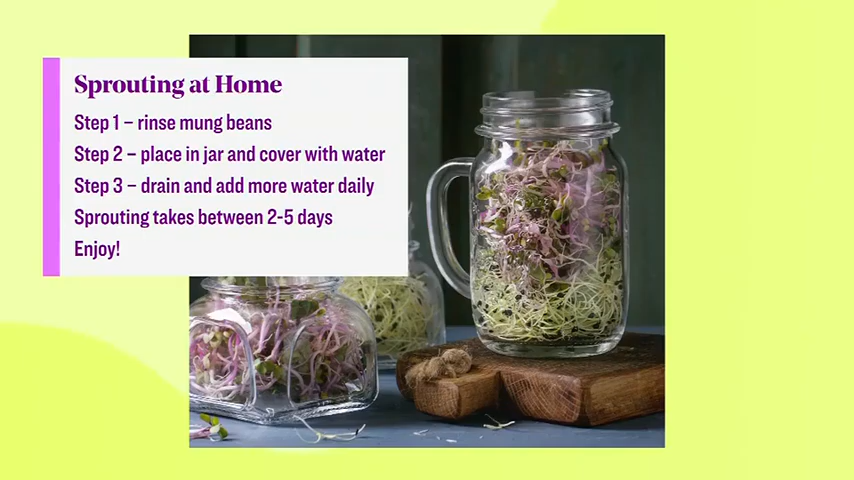 Sprouting at Home
Step 1 – rinse mung beans
Step 2 – place in jar and cover with water
Step 3 – drain and add more water daily
Sprouting takes between 2-5 days
Enjoy!